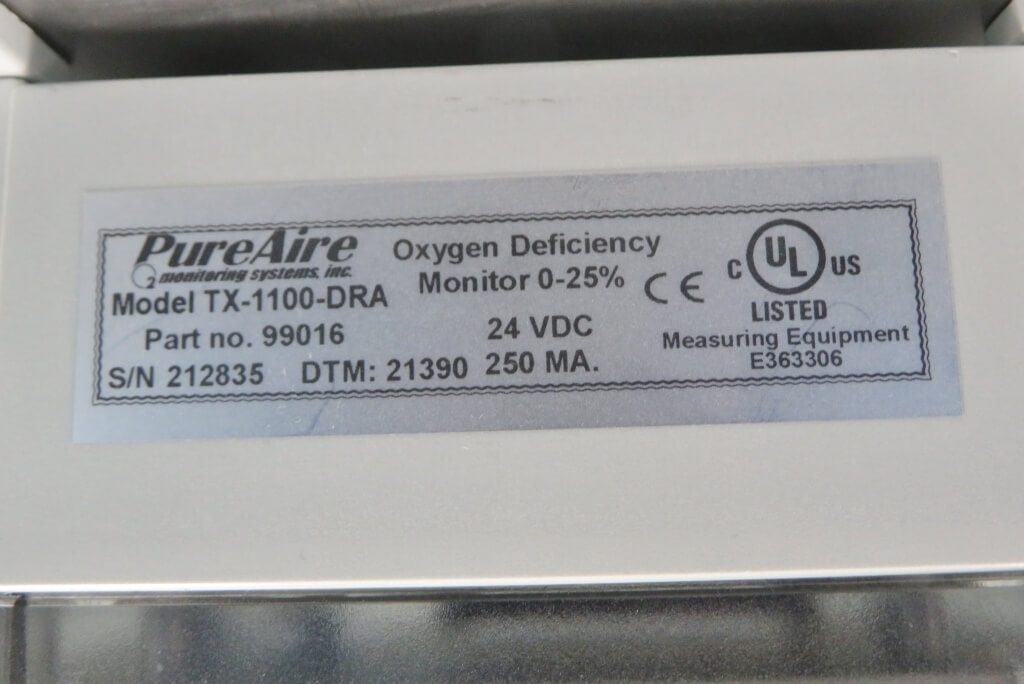 PureAire
O2 monitoring systems, inc.
Model TX-1100-DRA
Part no. 99016
S/N 212835 DTM: 21390
Oxygen Deficiency
Monitor 0-25%
24 VDC
250 MA.
CE
C UL US
LISTED
Measuring Equipment
E363306